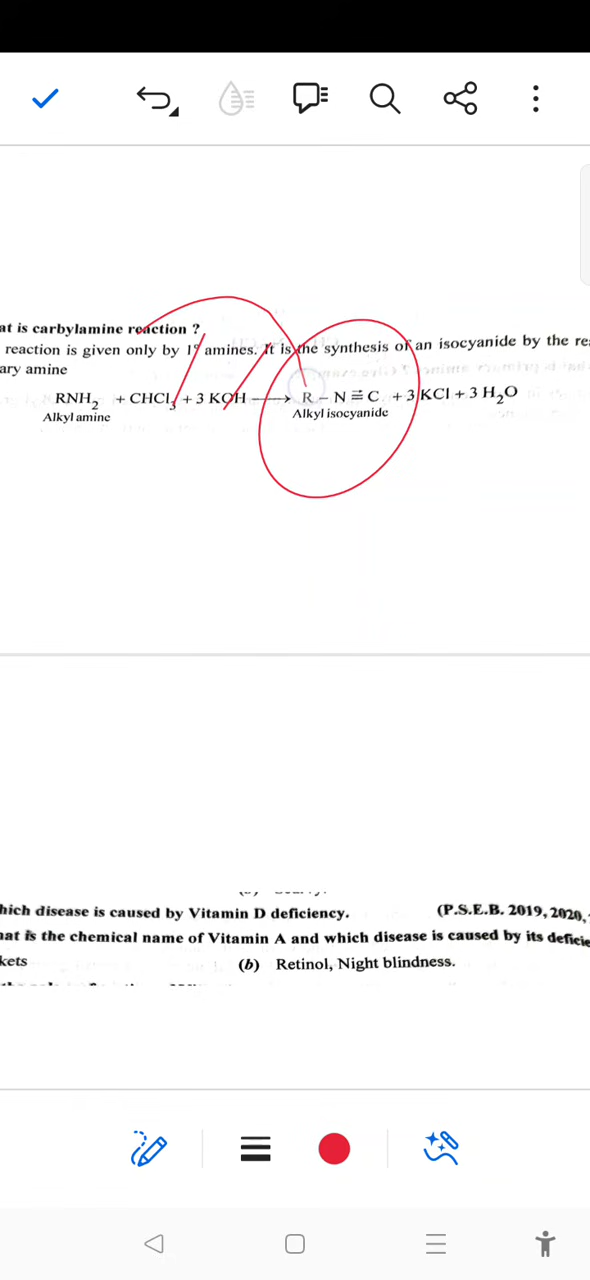 at is carbylamine reaction ?
reaction is given only by 1° amines. It is the synthesis of an isocyanide by the re
ary amine
RNH₂ + CHCl₃ + 3 KOH ⟶ R – N ≡ C + 3 KCl + 3 H₂O
Alkyl amine Alkyl isocyanide
hich disease is caused by Vitamin D deficiency. (P.S.E.B. 2019, 2020,
hat is the chemical name of Vitamin A and which disease is caused by its deficie
kets (b) Retinol, Night blindness.